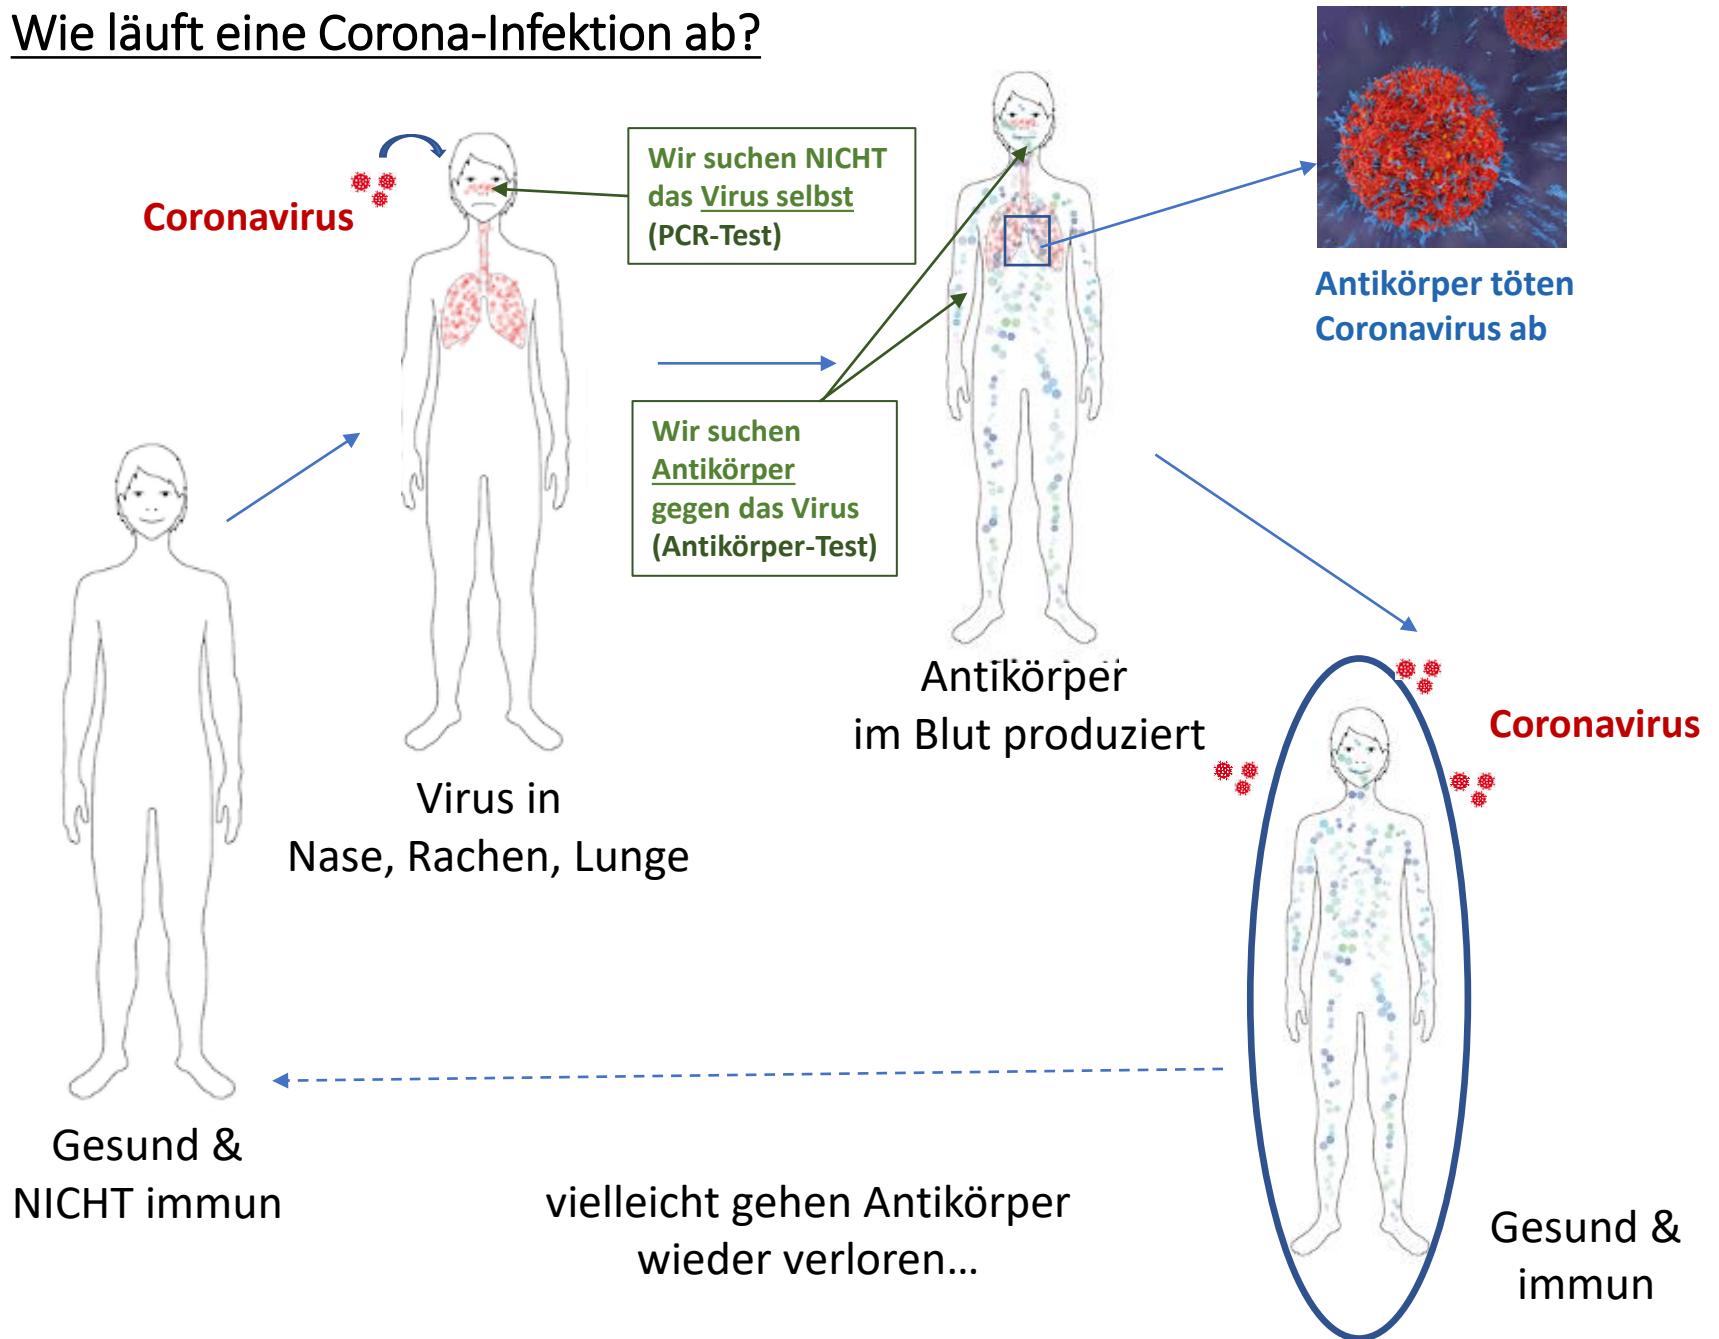 Wie läuft eine Corona-Infektion ab?
Coronavirus
Wir suchen NICHT
das Virus selbst
(PCR-Test)
Antikörper töten
Coronavirus ab
Wir suchen
Antikörper
gegen das Virus
(Antikörper-Test)
Antikörper
im Blut produziert
Coronavirus
Virus in
Nase, Rachen, Lunge
Gesund &
NICHT immun
vielleicht gehen Antikörper
wieder verloren...
Gesund &
immun